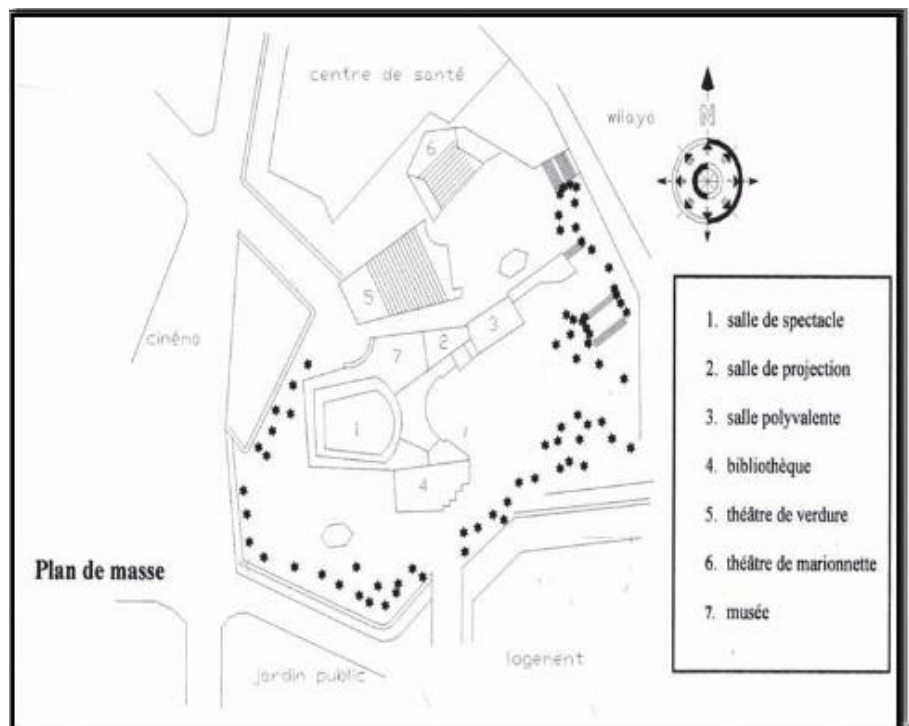 centre de santé
wilaya
N
6
5
3
2
7
cinéma
1
4
Plan de masse
jardin public
logement
1. salle de spectacle
2. salle de projection
3. salle polyvalente
4. bibliothèque
5. théâtre de verdure
6. théâtre de marionnette
7. musée